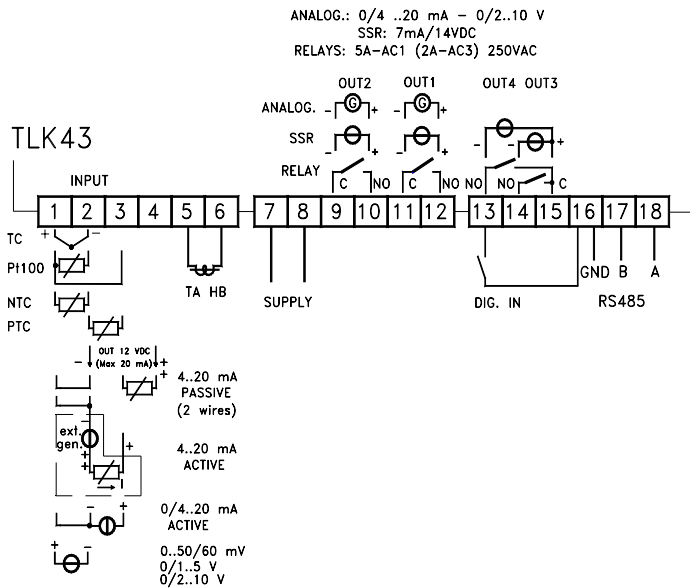 ANALOG.: 0/4 ..20 mA – 0/2..10 V
SSR: 7mA/14VDC
RELAYS: 5A–AC1 (2A–AC3) 250VAC
OUT2 OUT1 OUT4 OUT3
ANALOG. - G + - G +
SSR - + - + - - +
TLK43
RELAY C NO C NO NO NO C
INPUT
1 2 3 4 5 6 7 8 9 10 11 12 13 14 15 16 17 18
TC + -
Pt100
GND B A
TA HB
SUPPLY
DIG. IN
RS485
NTC
PTC
OUT 12 VDC
- (Max 20 mA) +
+
4..20 mA
PASSIVE
(2 wires)
-
ext.
gen.
+
+
+
I
4..20 mA
ACTIVE
- +
0/4..20 mA
ACTIVE
+ -
0..50/60 mV
0/1..5 V
0/2..10 V